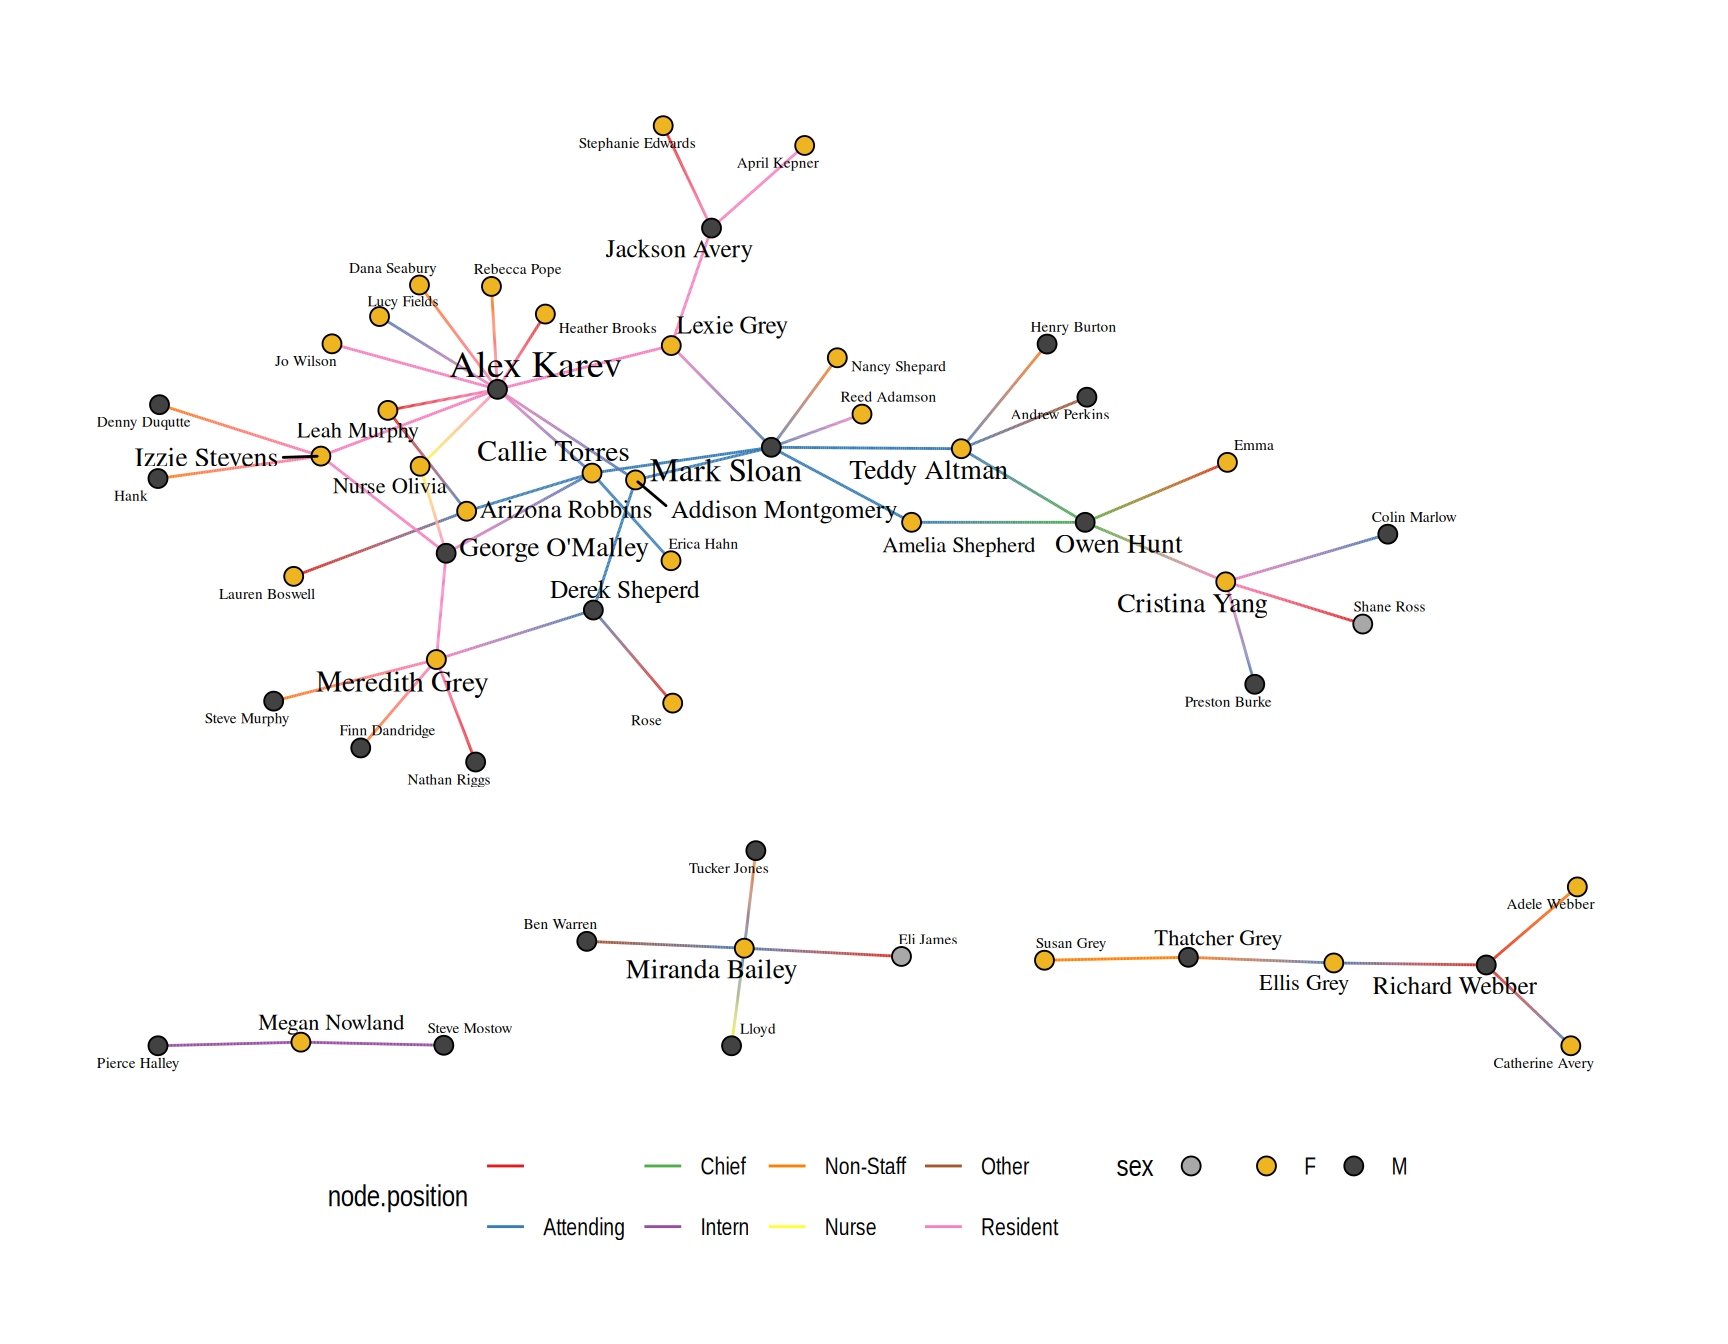 Stephanie Edwards
April Kepner
Jackson Avery
Dana Seabury
Rebecca Pope
Lucy Fields
Heather Brooks
Lexie Grey
Henry Burton
Jo Wilson
Alex Karev
Nancy Shepard
Reed Adamson
Andrew Perkins
Denny Duqutte
Leah Murphy
Emma
Izzie Stevens
Callie Torres
Mark Sloan
Teddy Altman
Hank
Nurse Olivia
Arizona Robbins
Addison Montgomery
Colin Marlow
George O'Malley
Erica Hahn
Amelia Shepherd
Owen Hunt
Lauren Boswell
Derek Sheperd
Cristina Yang
Shane Ross
Meredith Grey
Preston Burke
Steve Murphy
Rose
Finn Dandridge
Nathan Riggs
Tucker Jones
Adele Webber
Ben Warren
Eli James
Susan Grey
Thatcher Grey
Miranda Bailey
Ellis Grey
Richard Webber
Megan Nowland
Steve Mostow
Lloyd
Pierce Halley
Catherine Avery
node.position
Chief
Non-Staff
Other
Attending
Intern
Nurse
Resident
sex
F
M